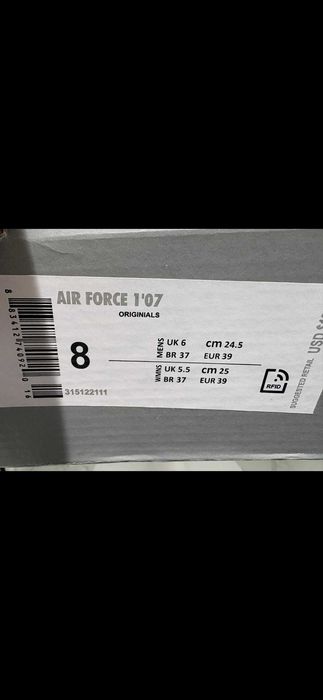 AIR FORCE 1'07
ORIGINIALS
8
MENS
UK 6 cm 24.5
BR 37 EUR 39
WMNS
UK 5.5 cm 25
BR 37 EUR 39
315122111
RFID
SUGGESTED RETAIL USD